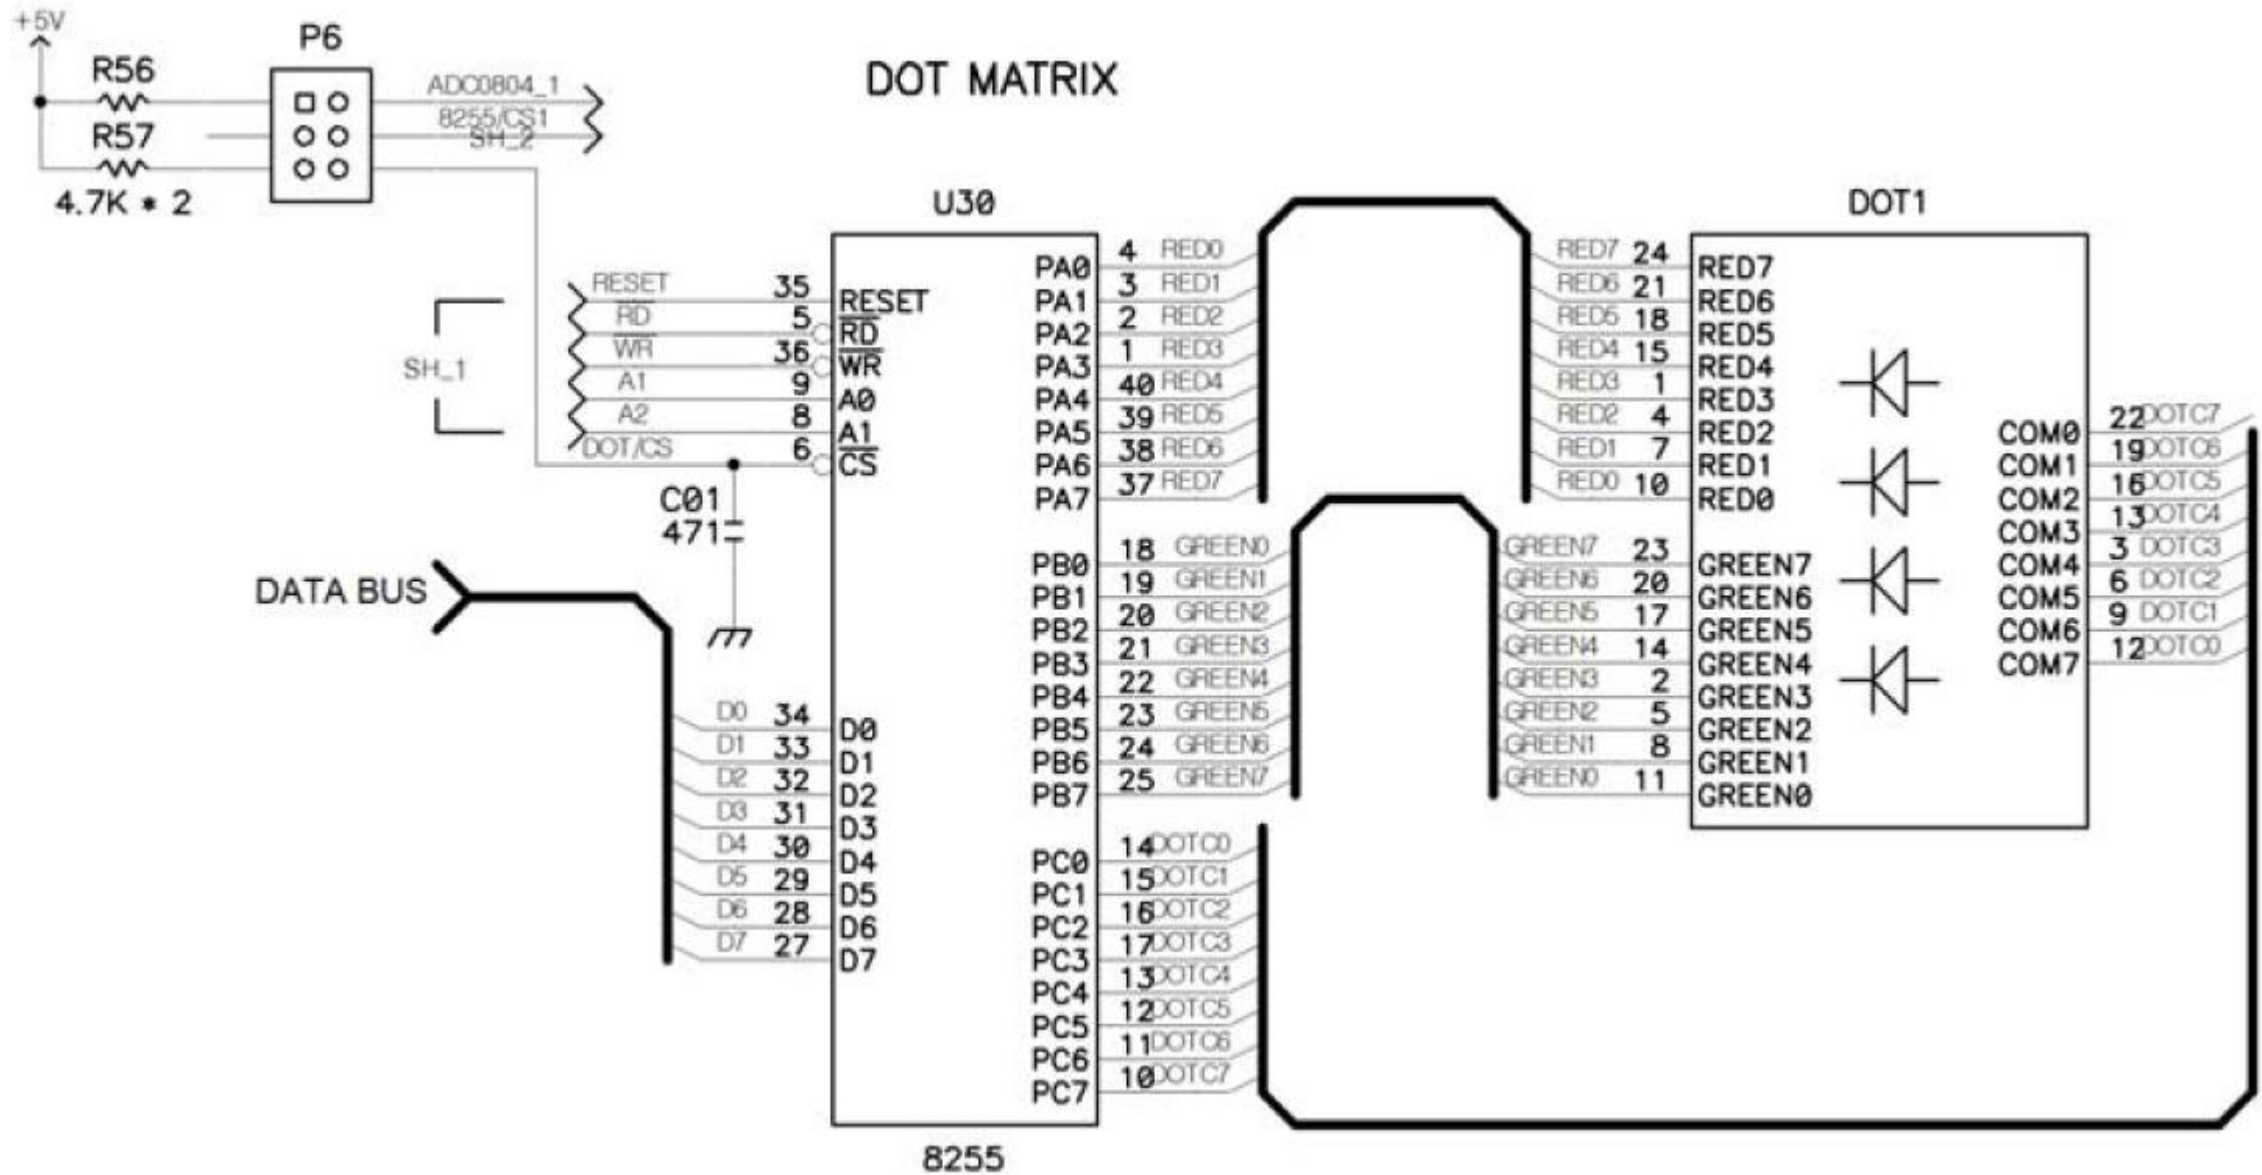 +5V
P6
DOT MATRIX
R56
ADC0804_1
8255/CS1
R57
SH_2
4.7K * 2
U30
DOT1
RESET 35 RESET
RD 5 RD
WR 36 WR
A1 9 A0
A2 8 A1
DOT/CS 6 CS
SH_1
C01
471
DATA BUS
D0 34 D0
D1 33 D1
D2 32 D2
D3 31 D3
D4 30 D4
D5 29 D5
D6 28 D6
D7 27 D7
PA0 4 RED0
PA1 3 RED1
PA2 2 RED2
PA3 1 RED3
PA4 40 RED4
PA5 39 RED5
PA6 38 RED6
PA7 37 RED7
PB0 18 GREEN0
PB1 19 GREEN1
PB2 20 GREEN2
PB3 21 GREEN3
PB4 22 GREEN4
PB5 23 GREEN5
PB6 24 GREEN6
PB7 25 GREEN7
PC0 14 DOTC0
PC1 15 DOTC1
PC2 16 DOTC2
PC3 17 DOTC3
PC4 13 DOTC4
PC5 12 DOTC5
PC6 11 DOTC6
PC7 10 DOTC7
8255
RED7 24 RED7
RED6 21 RED6
RED5 18 RED5
RED4 15 RED4
RED3 1 RED3
RED2 4 RED2
RED1 7 RED1
RED0 10 RED0
GREEN7 23 GREEN7
GREEN6 20 GREEN6
GREEN5 17 GREEN5
GREEN4 14 GREEN4
GREEN3 2 GREEN3
GREEN2 5 GREEN2
GREEN1 8 GREEN1
GREEN0 11 GREEN0
COM0 22 DOTC7
COM1 19 DOTC6
COM2 16 DOTC5
COM3 13 DOTC4
COM4 3 DOTC3
COM5 6 DOTC2
COM6 9 DOTC1
COM7 12 DOTC0